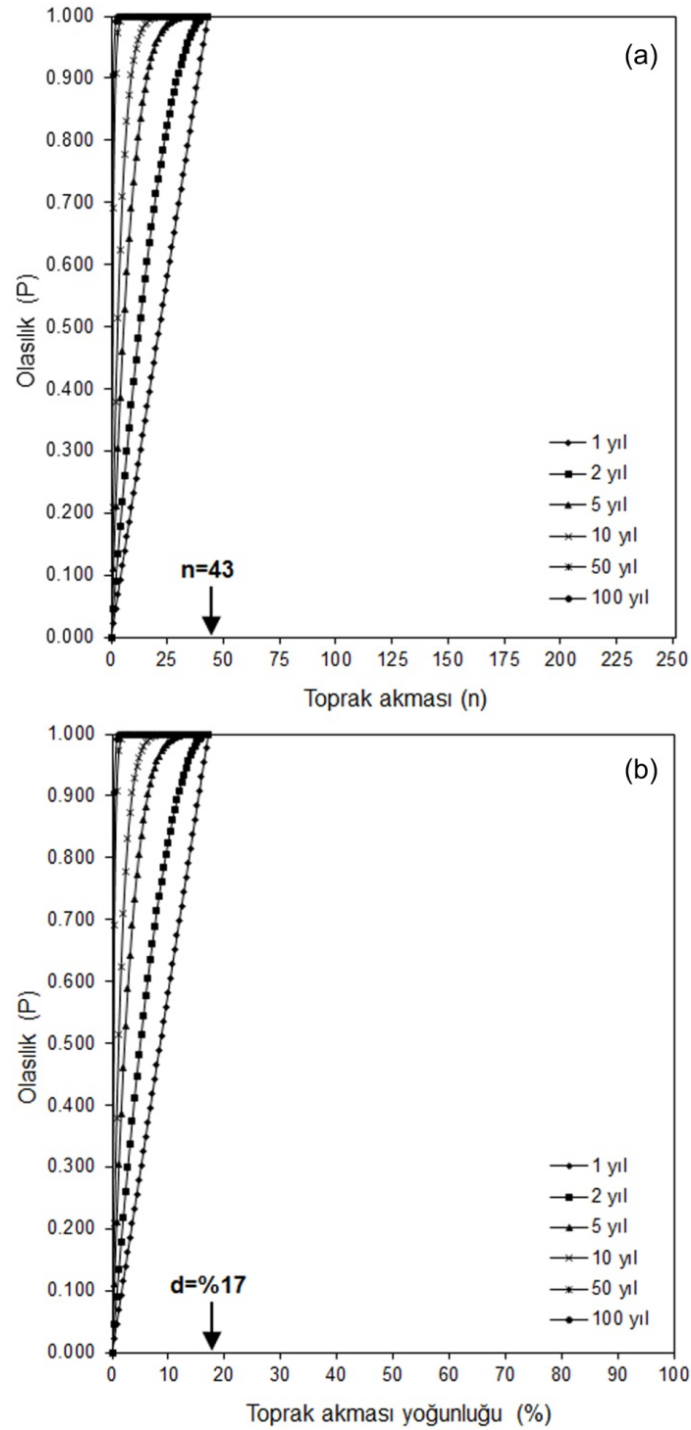 (a)
1.000
0.900
0.800
0.700
0.600
0.500
0.400
0.300
0.200
0.100
0.000
Olasılık (P)
1 yıl
2 yıl
5 yıl
10 yıl
50 yıl
100 yıl
n=43
0 25 50 75 100 125 150 175 200 225 250
Toprak akması (n)
(b)
1.000
0.900
0.800
0.700
0.600
0.500
0.400
0.300
0.200
0.100
0.000
Olasılık (P)
1 yıl
2 yıl
5 yıl
10 yıl
50 yıl
100 yıl
d=%17
0 10 20 30 40 50 60 70 80 90 100
Toprak akması yoğunluğu (%)